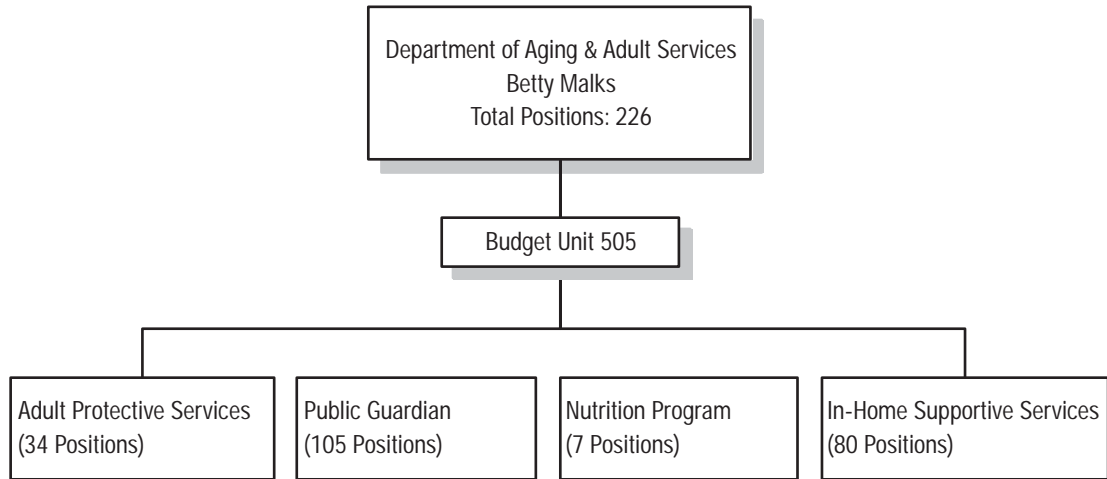 Department of Aging & Adult Services
Betty Malks
Total Positions: 226
Budget Unit 505
Adult Protective Services
(34 Positions)
Public Guardian
(105 Positions)
Nutrition Program
(7 Positions)
In-Home Supportive Services
(80 Positions)